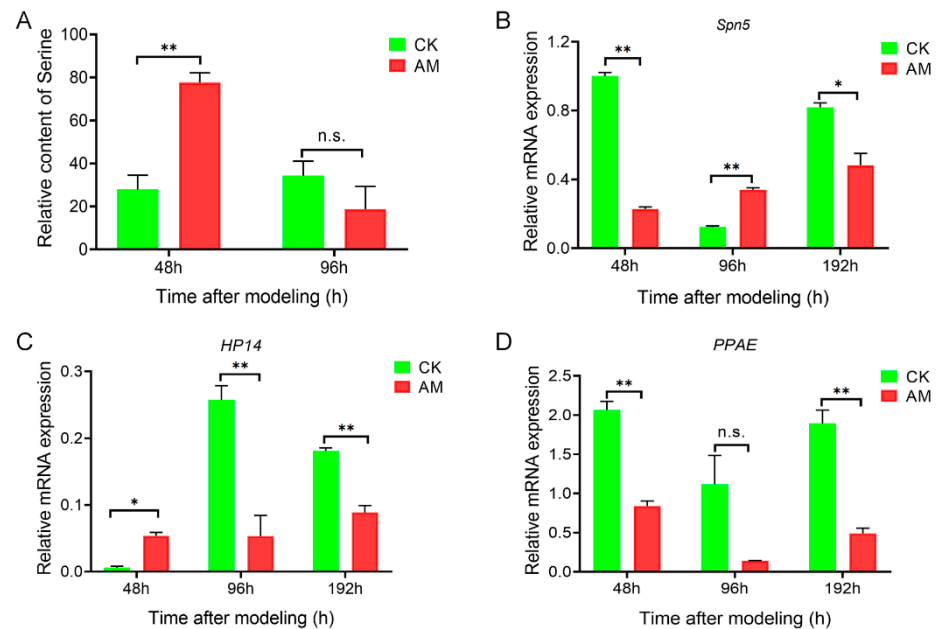 A
Relative content of Serine
100
80
60
40
20
0
**
n.s.
CK
AM
48h
96h
Time after modeling (h)
B
Spn5
Relative mRNA expression
1.2
0.8
0.4
0.0
**
**
*
CK
AM
48h
96h
192h
Time after modeling (h)
C
HP14
Relative mRNA expression
0.3
0.2
0.1
0.0
*
**
**
CK
AM
48h
96h
192h
Time after modeling (h)
D
PPAE
Relative mRNA expression
2.5
2.0
1.5
1.0
0.5
0.0
**
n.s.
**
CK
AM
48h
96h
192h
Time after modeling (h)